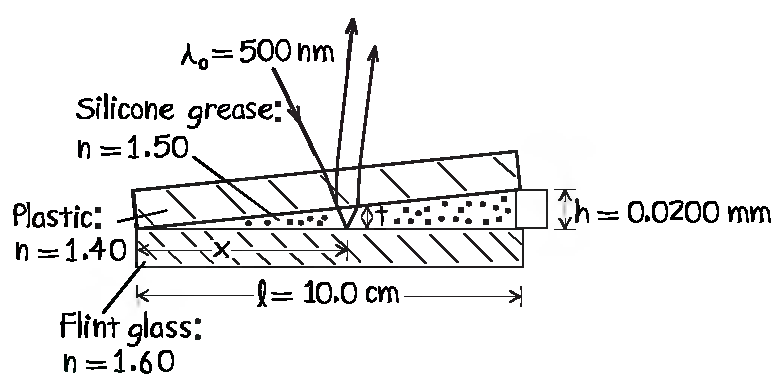 λ₀ = 500 nm
Silicone grease:
n = 1.50
Plastic:
n = 1.40
x
t
h = 0.0200 mm
l = 10.0 cm
Flint glass:
n = 1.60